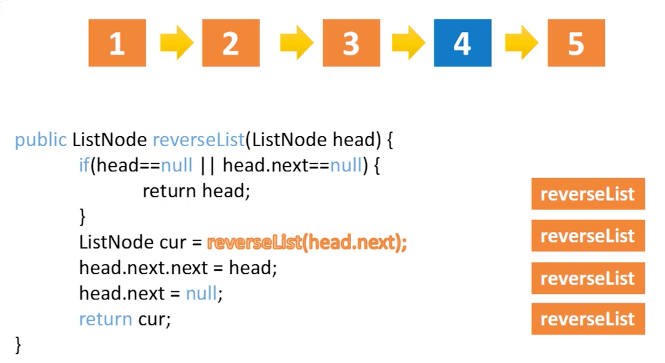 1 2 3 4 5
public ListNode reverseList(ListNode head) {
if(head==null || head.next==null) {
return head;
}
ListNode cur = reverseList(head.next);
head.next.next = head;
head.next = null;
return cur;
}
reverseList
reverseList
reverseList
reverseList